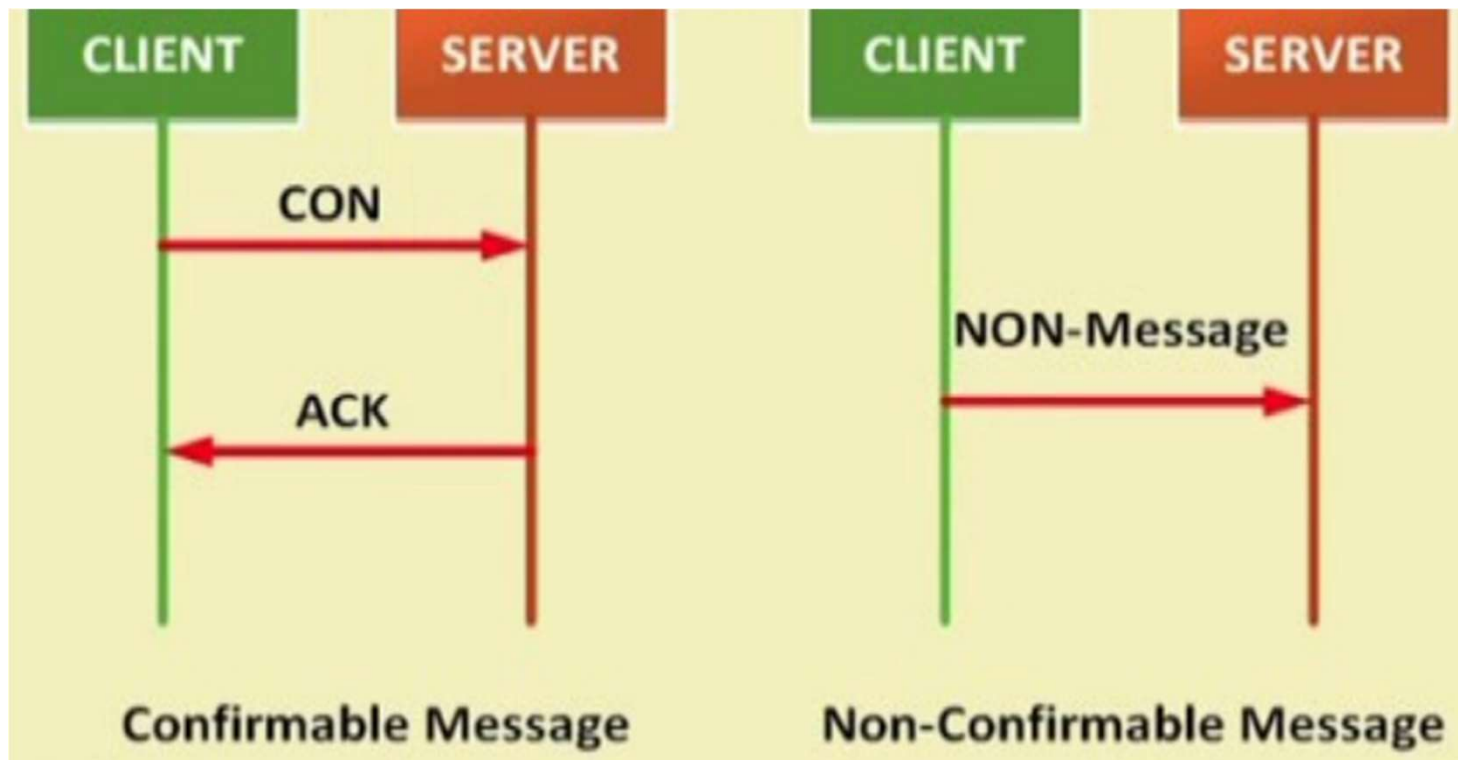 CLIENT
SERVER
CON
ACK
Confirmable Message
CLIENT
SERVER
NON-Message
Non-Confirmable Message